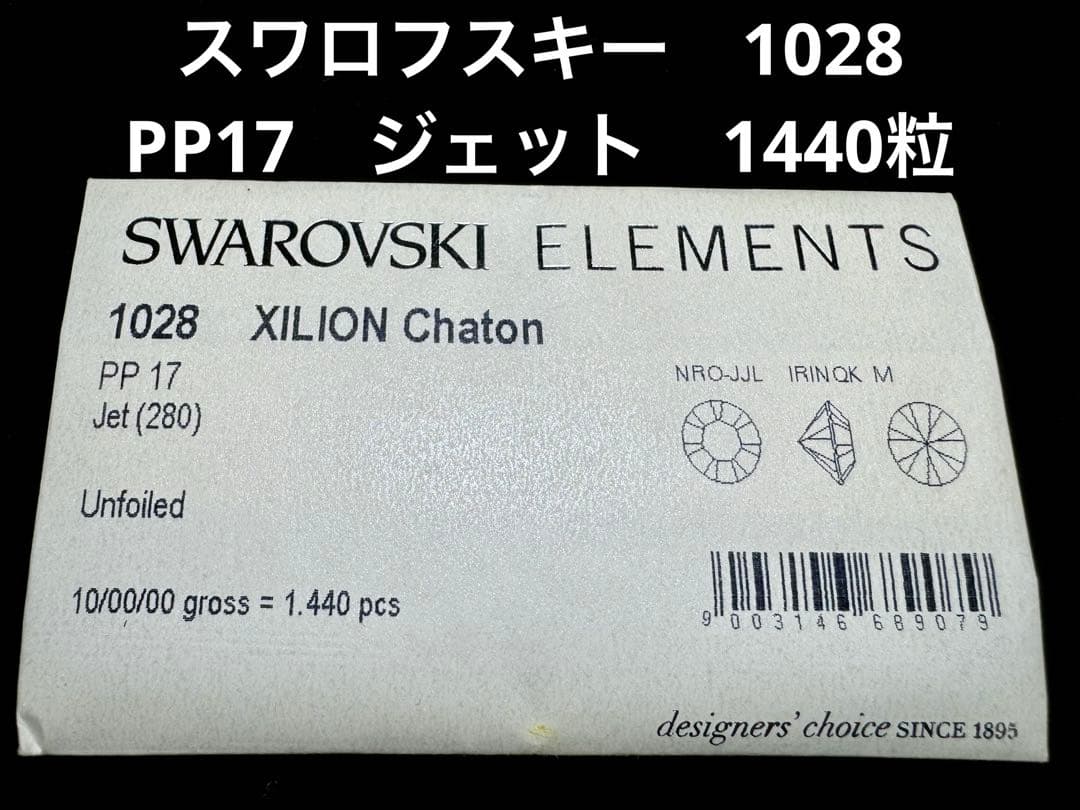 スワロフスキー　1028
PP17　ジェット　1440粒
SWAROVSKI ELEMENTS
1028 XILION Chaton
PP 17
Jet (280)
NRO-JJL IRINQK M
Unfoiled
10/00/00 gross = 1.440 pcs
9 003146 689079
designers' choice SINCE 1895